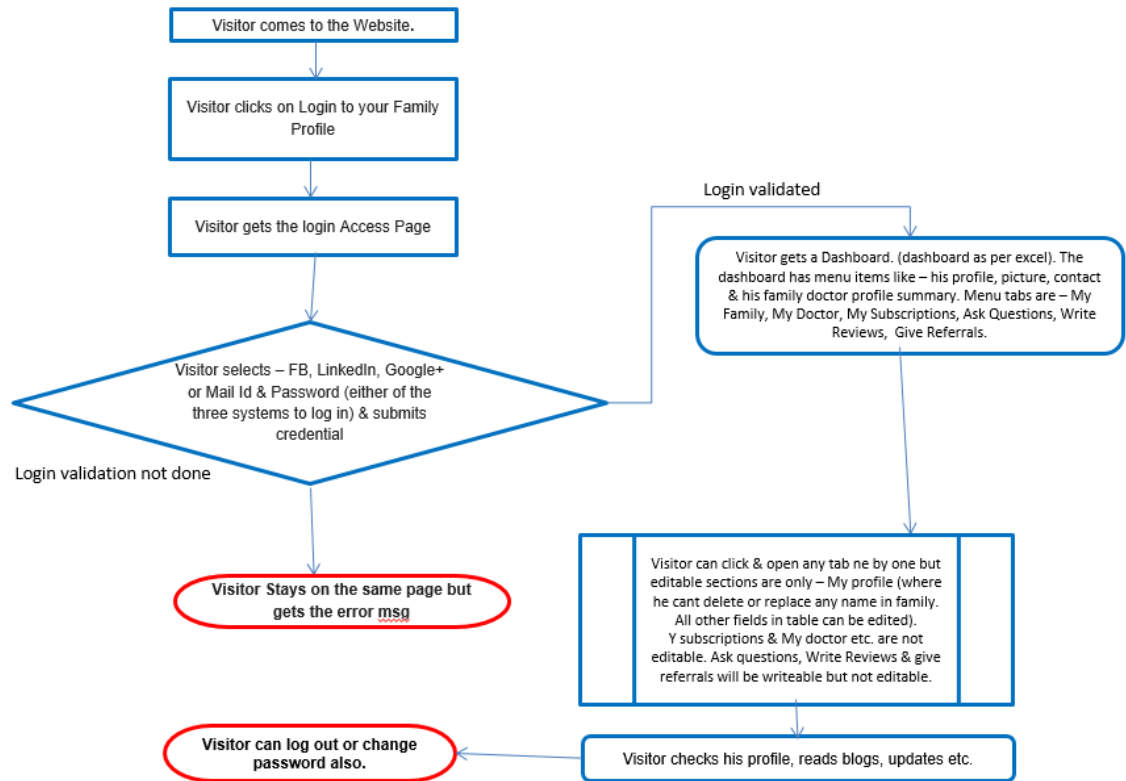 Visitor comes to the Website.
Visitor clicks on Login to your Family
Profile
Visitor gets the login Access Page
Login validated
Visitor gets a Dashboard. (dashboard as per excel). The
dashboard has menu items like – his profile, picture, contact
& his family doctor profile summary. Menu tabs are – My
Family, My Doctor, My Subscriptions, Ask Questions, Write
Reviews, Give Referrals.
Visitor selects – FB, LinkedIn, Google+
or Mail Id & Password (either of the
three systems to log in) & submits
credential
Login validation not done
Visitor Stays on the same page but
gets the error msg
Visitor can click & open any tab ne by one but
editable sections are only – My profile (where
he cant delete or replace any name in family.
All other fields in table can be edited).
Y subscriptions & My doctor etc. are not
editable. Ask questions, Write Reviews & give
referrals will be writeable but not editable.
Visitor checks his profile, reads blogs, updates etc.
Visitor can log out or change
password also.